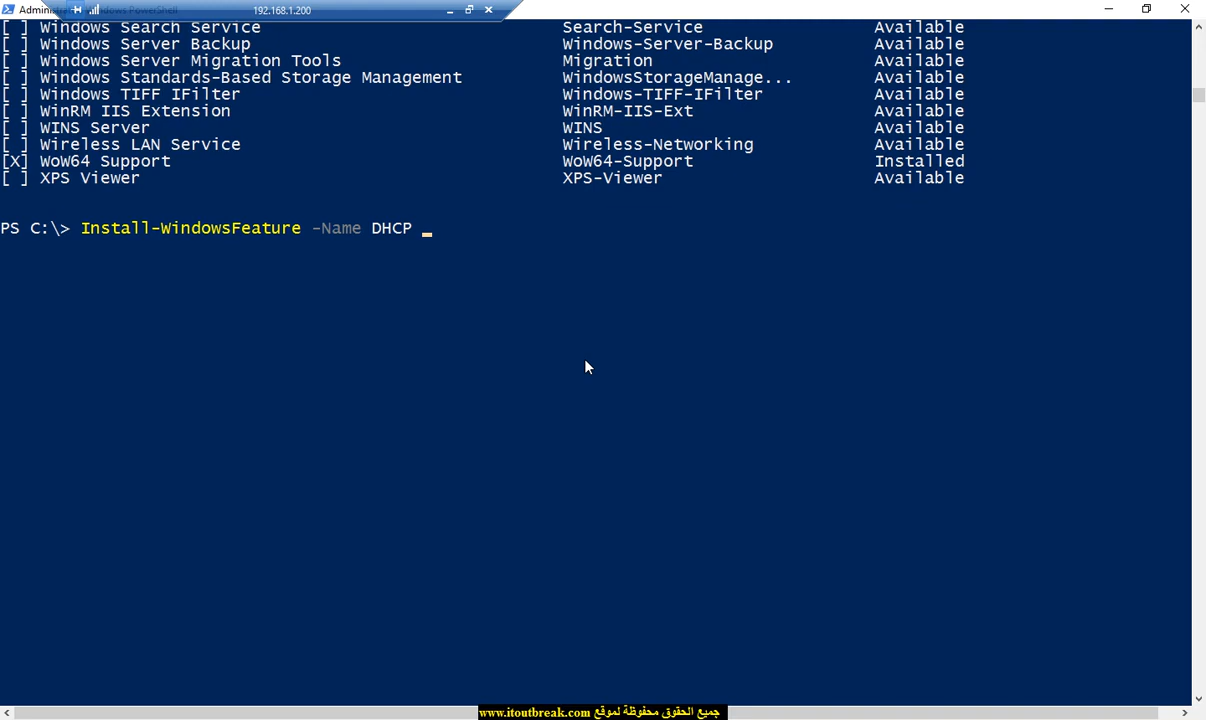 192.168.1.200
[ ] Windows Search Service Search-Service Available
[ ] Windows Server Backup Windows-Server-Backup Available
[ ] Windows Server Migration Tools Migration Available
[ ] Windows Standards-Based Storage Management WindowsStorageManage... Available
[ ] Windows TIFF IFilter Windows-TIFF-IFilter Available
[ ] WinRM IIS Extension WinRM-IIS-Ext Available
[ ] WINS Server WINS Available
[ ] Wireless LAN Service Wireless-Networking Available
[X] WoW64 Support WoW64-Support Installed
[ ] XPS Viewer XPS-Viewer Available
PS C:\> Install-WindowsFeature -Name DHCP _
جميع الحقوق محفوظة لموقع www.itoutbreak.com